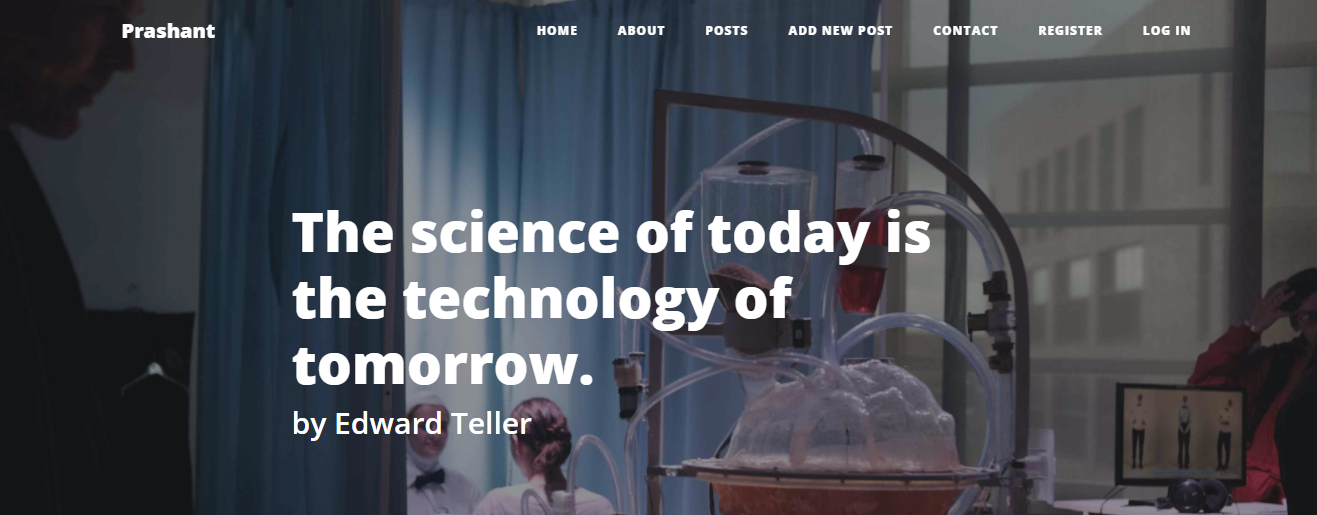 Prashant
HOME ABOUT POSTS ADD NEW POST CONTACT REGISTER LOG IN
The science of today is
the technology of
tomorrow.
by Edward Teller